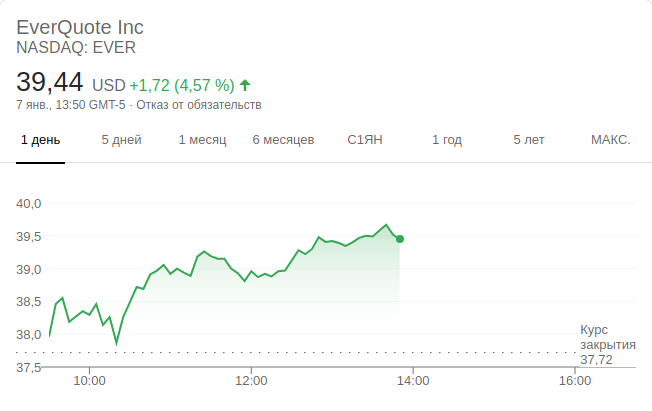 EverQuote Inc
NASDAQ: EVER
39,44 USD +1,72 (4,57 %)
7 янв., 13:50 GMT-5 · Отказ от обязательств
1 день 5 дней 1 месяц 6 месяцев С1ЯН 1 год 5 лет МАКС.
40,0
39,5
39,0
38,5
38,0
Курс
закрытия
37,72
37,5
10:00 12:00 14:00 16:00